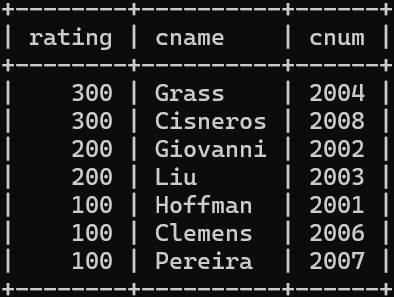 +--------+----------+------+
| rating | cname    | cnum |
+--------+----------+------+
|    300 | Grass    | 2004 |
|    300 | Cisneros | 2008 |
|    200 | Giovanni | 2002 |
|    200 | Liu      | 2003 |
|    100 | Hoffman  | 2001 |
|    100 | Clemens  | 2006 |
|    100 | Pereira  | 2007 |
+--------+----------+------+